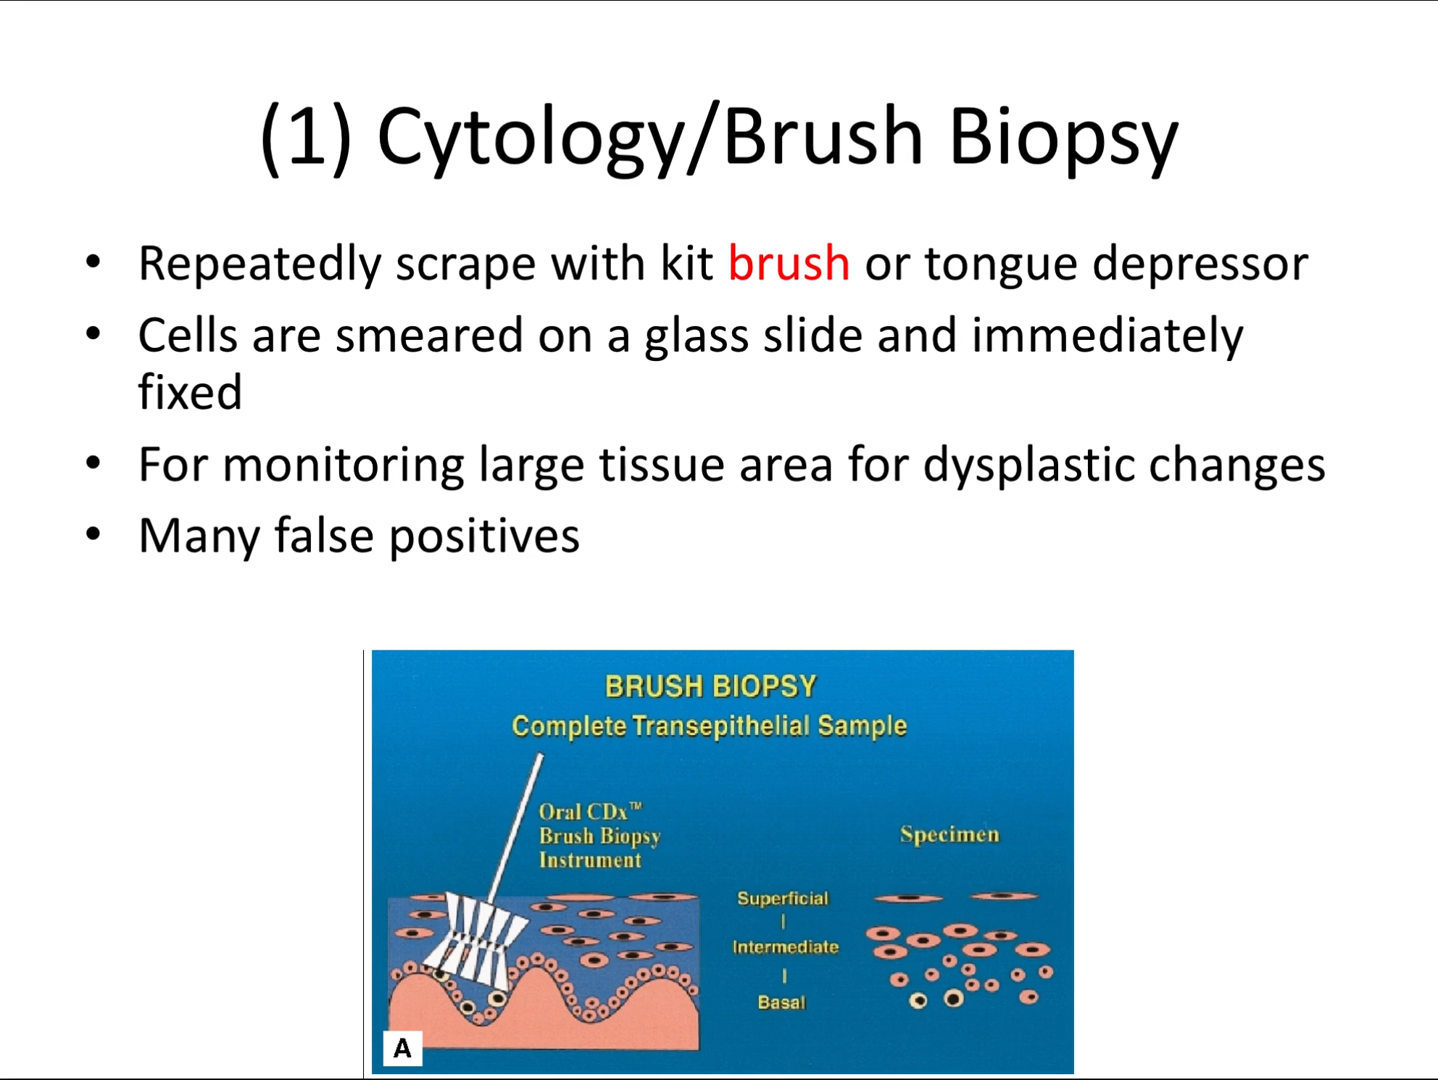 (1) Cytology/Brush Biopsy
• Repeatedly scrape with kit brush or tongue depressor
• Cells are smeared on a glass slide and immediately
fixed
• For monitoring large tissue area for dysplastic changes
• Many false positives
BRUSH BIOPSY
Complete Transepithelial Sample
Oral CDx™
Brush Biopsy
Instrument
Specimen
Superficial
Intermediate
Basal
A